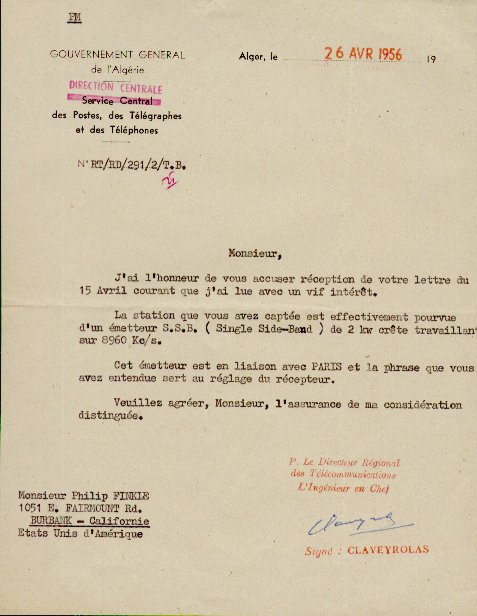 FM
GOUVERNEMENT GENERAL
de l'Algérie
DIRECTION CENTRALE
Service Central
des Postes, des Télégraphes
et des Téléphones
Alger, le 26 AVR 1956 19
N° RT/RD/291/2/T.B.
Monsieur,
J'ai l'honneur de vous accuser réception de votre lettre du
15 Avril courant que j'ai lue avec un vif intérêt.
La station que vous avez captée est effectivement pourvue
d'un émetteur S.S.B. ( Single Side-Band ) de 2 kw crête travaillant
sur 8960 Kc/s.
Cet émetteur est en liaison avec PARIS et la phrase que vous
avez entendue sert au réglage du récepteur.
Veuillez agréer, Monsieur, l'assurance de ma considération
distinguée.
P. Le Directeur Régional
des Télécommunications
L'Ingénieur en Chef
Claveyrolas
Signé : CLAVEYROLAS
Monsieur Philip FINKLE
1051 E. FAIRMOUNT Rd.
BURBANK - Californie
Etats Unis d'Amérique